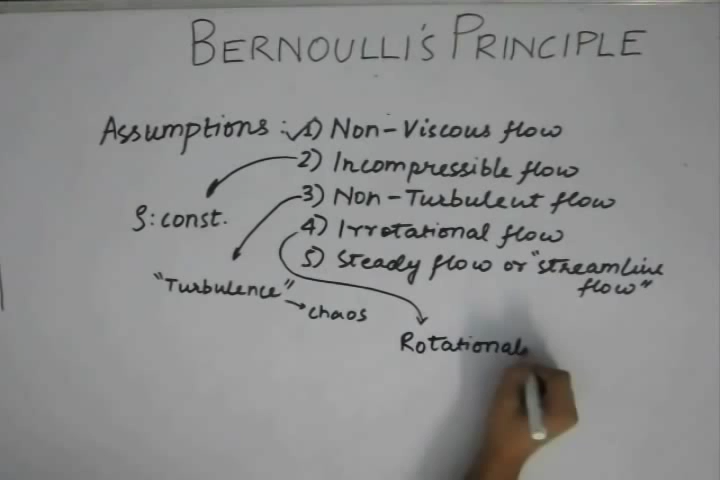 BERNOULLI'S PRINCIPLE
Assumptions : ✓1) Non-Viscous flow
2) Incompressible flow
3) Non-Turbulent flow
4) Irrotational flow
5) Steady flow or "streamline
flow"
ρ: const.
"Turbulence"
→ chaos
Rotational